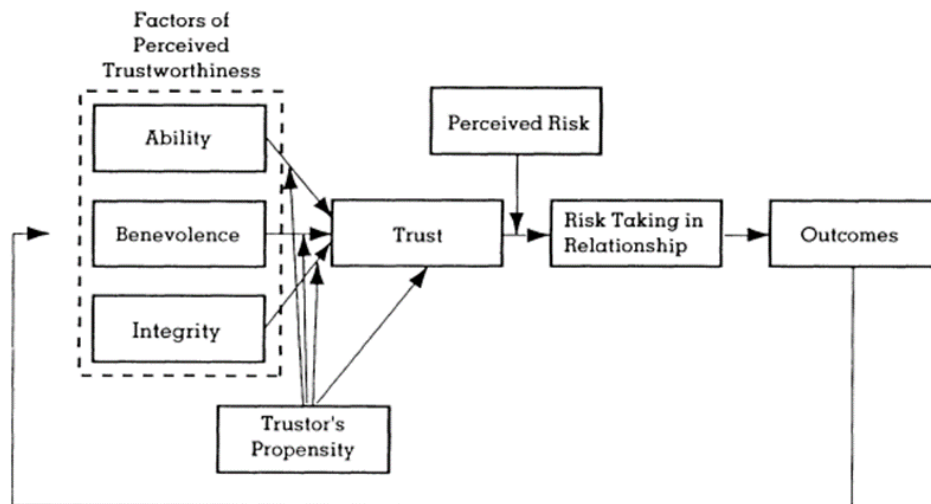 Factors of
Perceived
Trustworthiness
Ability
Perceived Risk
Benevolence
Trust
Risk Taking in
Relationship
Outcomes
Integrity
Trustor's
Propensity